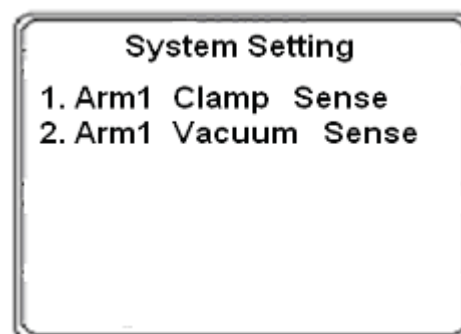 System Setting
1. Arm1 Clamp Sense
2. Arm1 Vacuum Sense